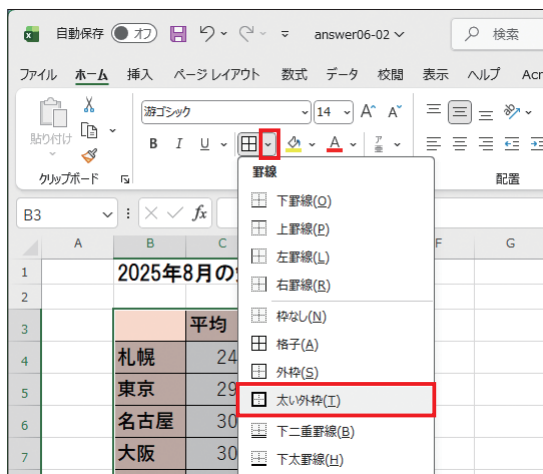 自動保存 オフ answer06-02 検索
ファイル ホーム 挿入 ページ レイアウト 数式 データ 校閲 表示 ヘルプ Acr
貼り付け 游ゴシック 14 A A
B I U A ア亜
クリップボード 配置
罫線
下罫線(O)
上罫線(P)
左罫線(L)
右罫線(R)
枠なし(N)
格子(A)
外枠(S)
太い外枠(T)
下二重罫線(B)
下太罫線(H)
B3 fx
A B C F G
1 2025年8月の
2
3 平均
4 札幌 24
5 東京 29
6 名古屋 30
7 大阪 30